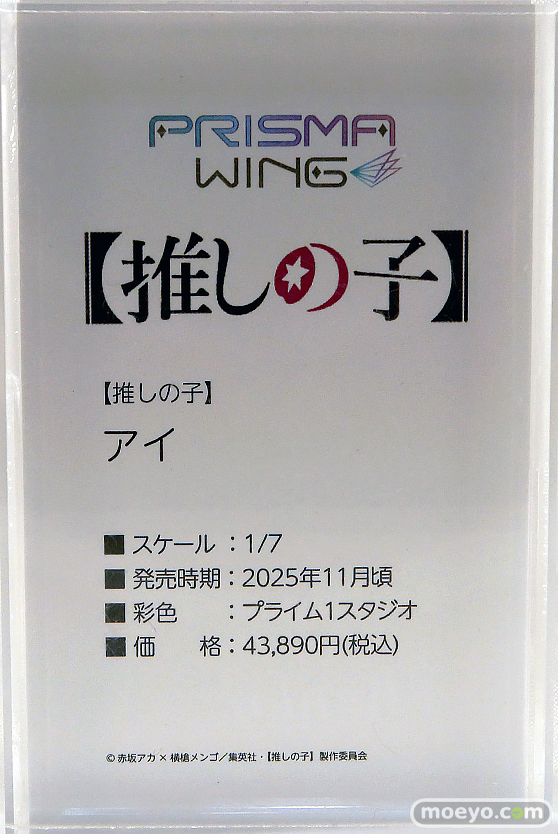 PRISMA
WING
【推しの子】
【推しの子】
アイ
■ スケール ：1/7
■ 発売時期：2025年11月頃
■ 彩色　　：プライム1スタジオ
■ 価　　格：43,890円(税込)
© 赤坂アカ × 横槍メンゴ／集英社・【推しの子】製作委員会
moeyo.com